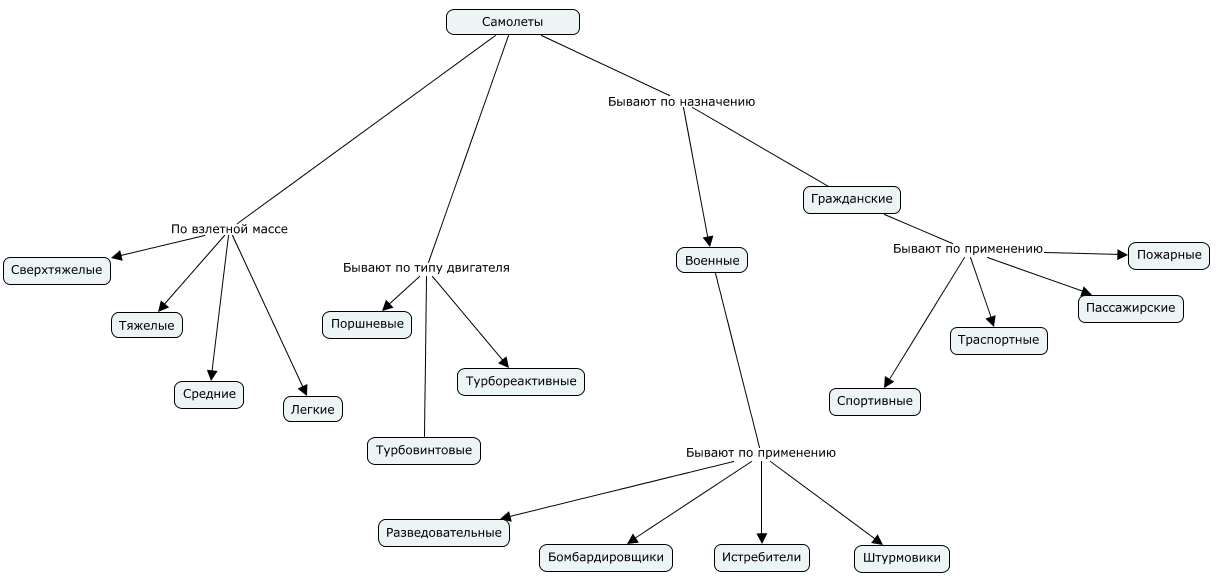 Самолеты
Бывают по назначению
Гражданские
По взлетной массе
Бывают по применению
Пожарные
Военные
Сверхтяжелые
Бывают по типу двигателя
Пассажирские
Тяжелые
Поршневые
Траспортные
Турбореактивные
Средние
Легкие
Спортивные
Турбовинтовые
Бывают по применению
Разведовательные
Бомбардировщики
Истребители
Штурмовики